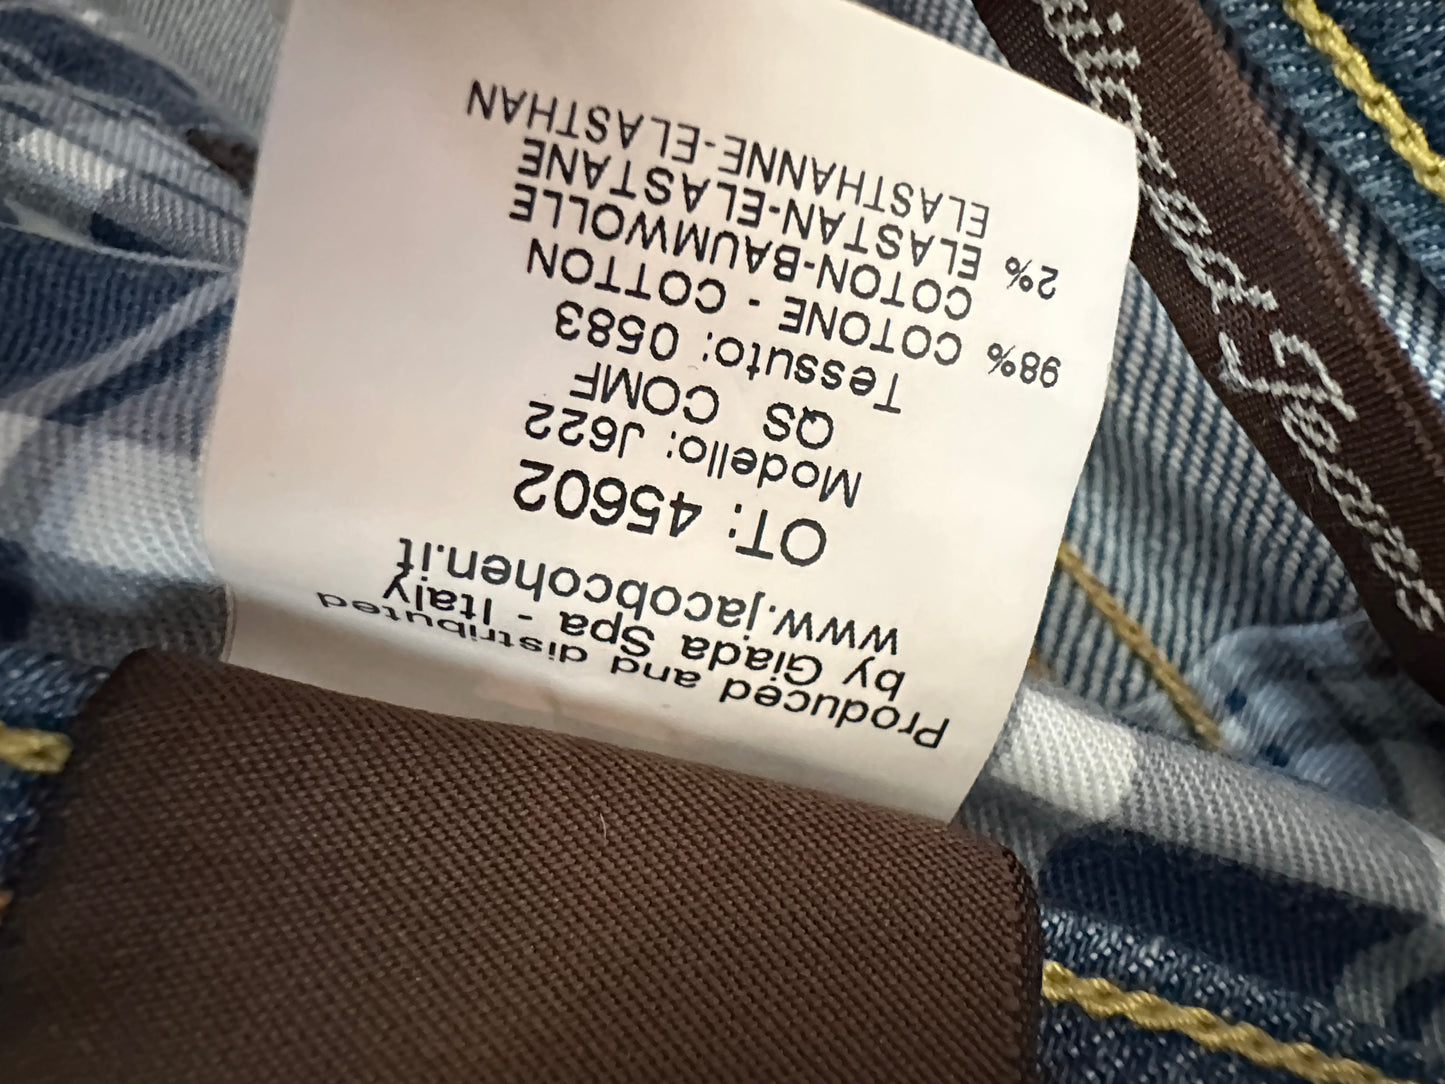 Produced and distributed
by Giada Spa - Italy
www.jacobcohen.it
OT: 45602
Modello: J622
QS COMF
Tessuto: 0583
98% COTONE - COTTON
COTON-BAUMWOLLE
2% ELASTAN-ELASTANE
ELASTHANNE-ELASTHAN